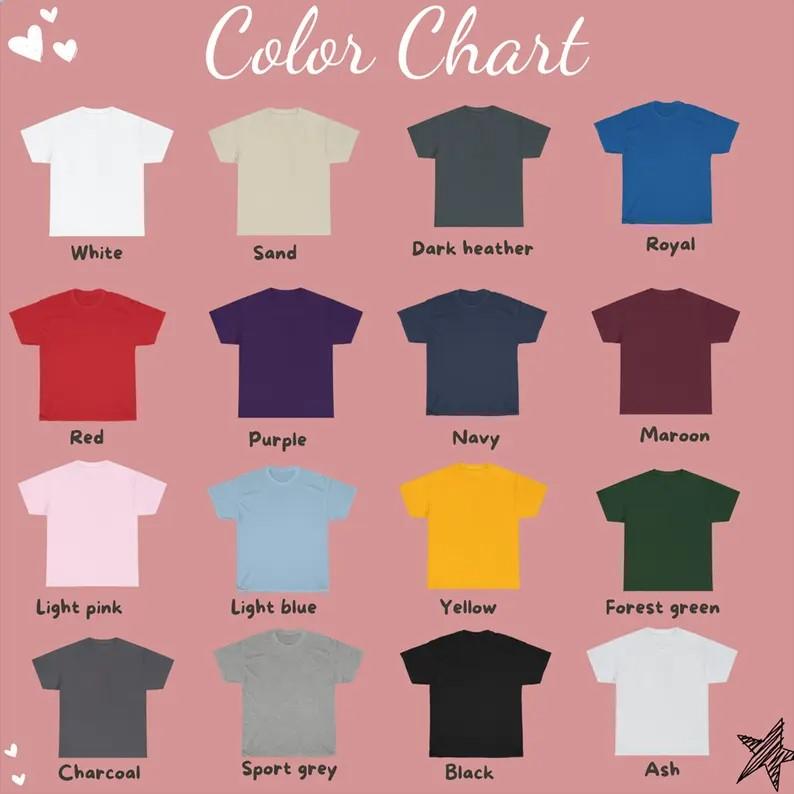 Color Chart
White
Sand
Dark heather
Royal
Red
Purple
Navy
Maroon
Light pink
Light blue
Yellow
Forest green
Charcoal
Sport grey
Black
Ash